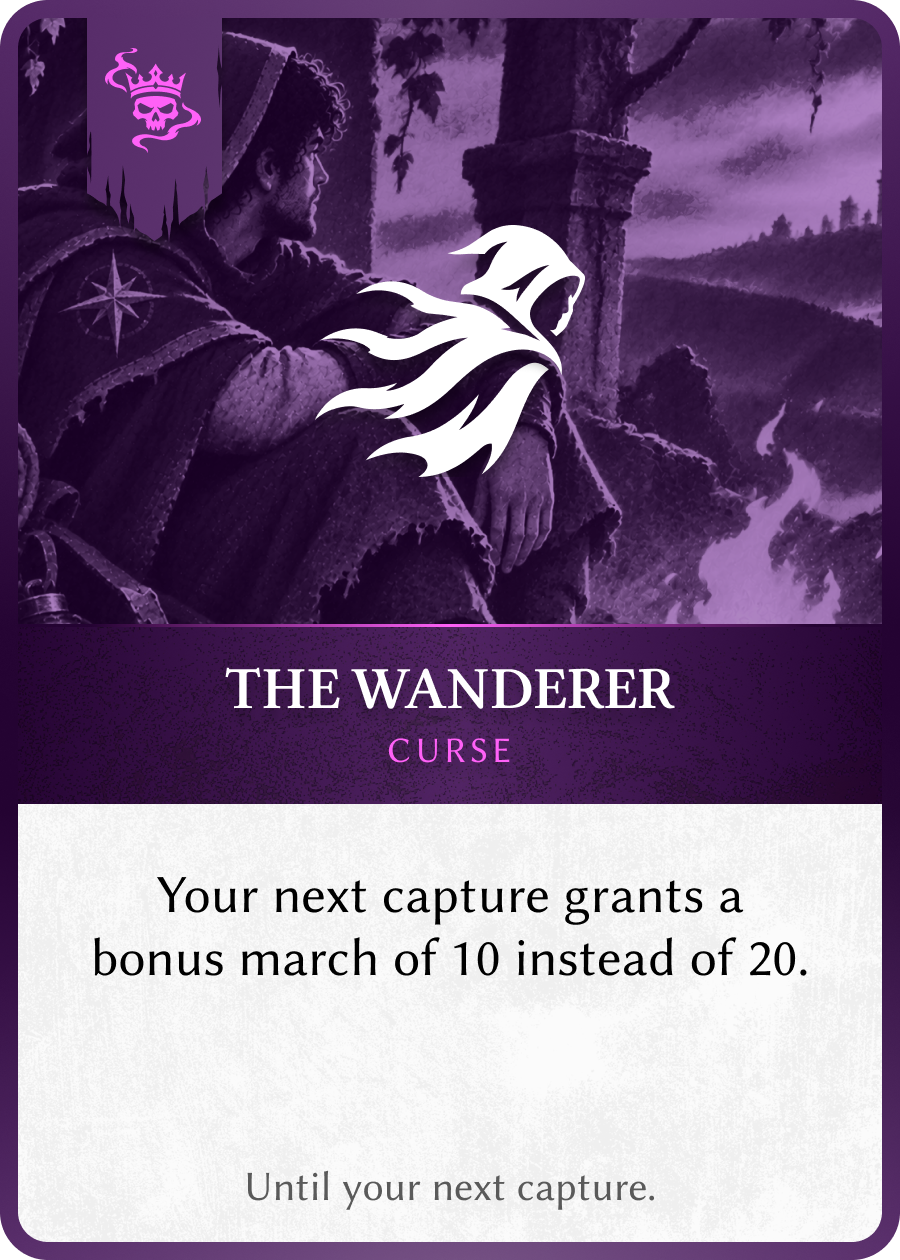 THE WANDERER
CURSE
Your next capture grants a
bonus march of 10 instead of 20.
Until your next capture.